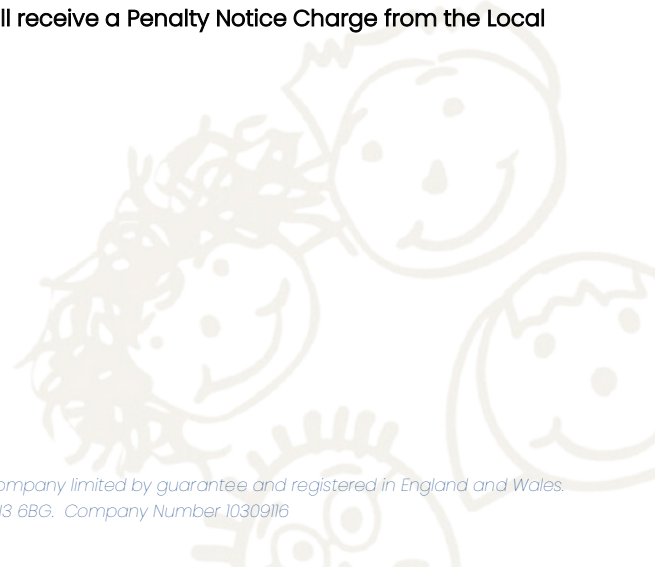 ll receive a Penalty Notice Charge from the Local
ompany limited by guarantee and registered in England and Wales.
13 6BG. Company Number 10309116